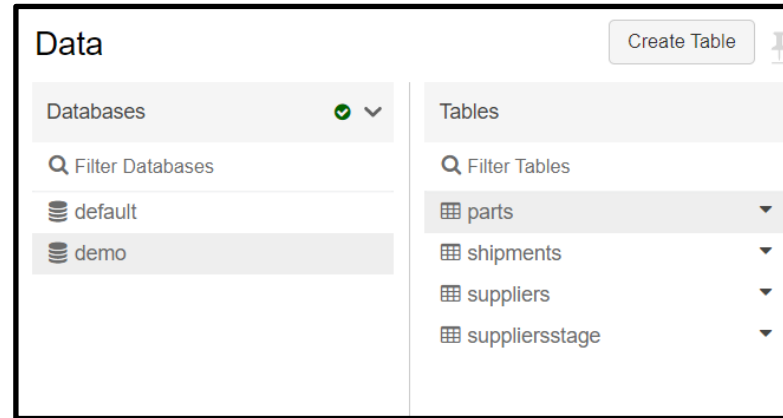 Data
Create Table
Databases
Tables
Filter Databases
Filter Tables
default
demo
parts
shipments
suppliers
suppliersstage